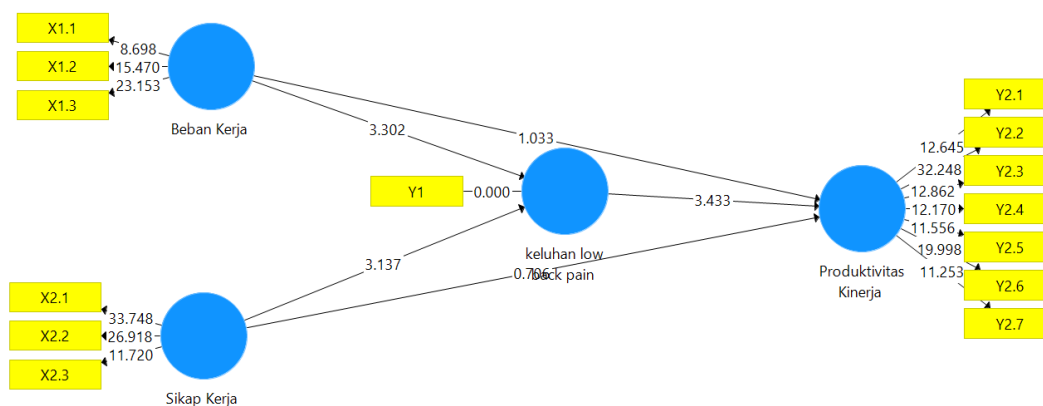 X1.1
8.698
X1.2
15.470
23.153
X1.3
Beban Kerja
3.302
1.033
Y1
0.000
keluhan low
back pain
3.433
3.137
0.706
X2.1
33.748
X2.2
26.918
11.720
X2.3
Sikap Kerja
Produktivitas
Kinerja
Y2.1
12.645
Y2.2
32.248
Y2.3
12.862
12.170
Y2.4
11.556
Y2.5
19.998
Y2.6
11.253
Y2.7